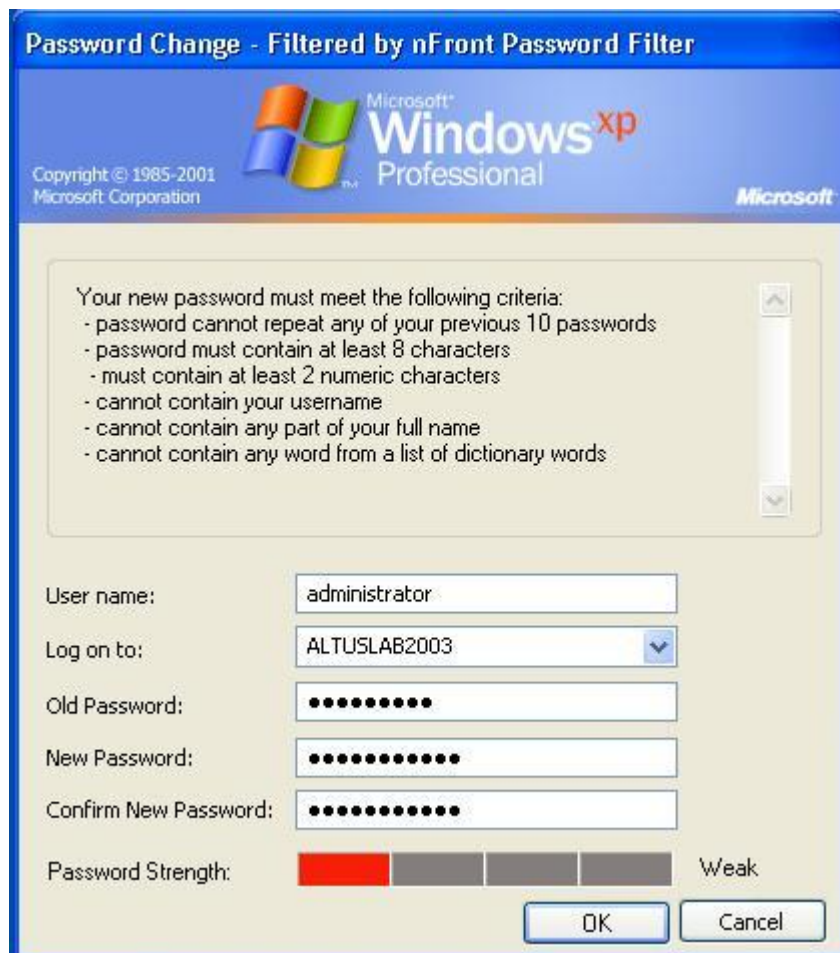 Password Change - Filtered by nFront Password Filter
Microsoft®
Windows xp
Professional
Copyright © 1985-2001
Microsoft Corporation
Microsoft
Your new password must meet the following criteria:
- password cannot repeat any of your previous 10 passwords
- password must contain at least 8 characters
- must contain at least 2 numeric characters
- cannot contain your username
- cannot contain any part of your full name
- cannot contain any word from a list of dictionary words
User name: administrator
Log on to: ALTUSLAB2003
Old Password: •••••••••
New Password: •••••••••••
Confirm New Password: •••••••••••
Password Strength: Weak
OK Cancel